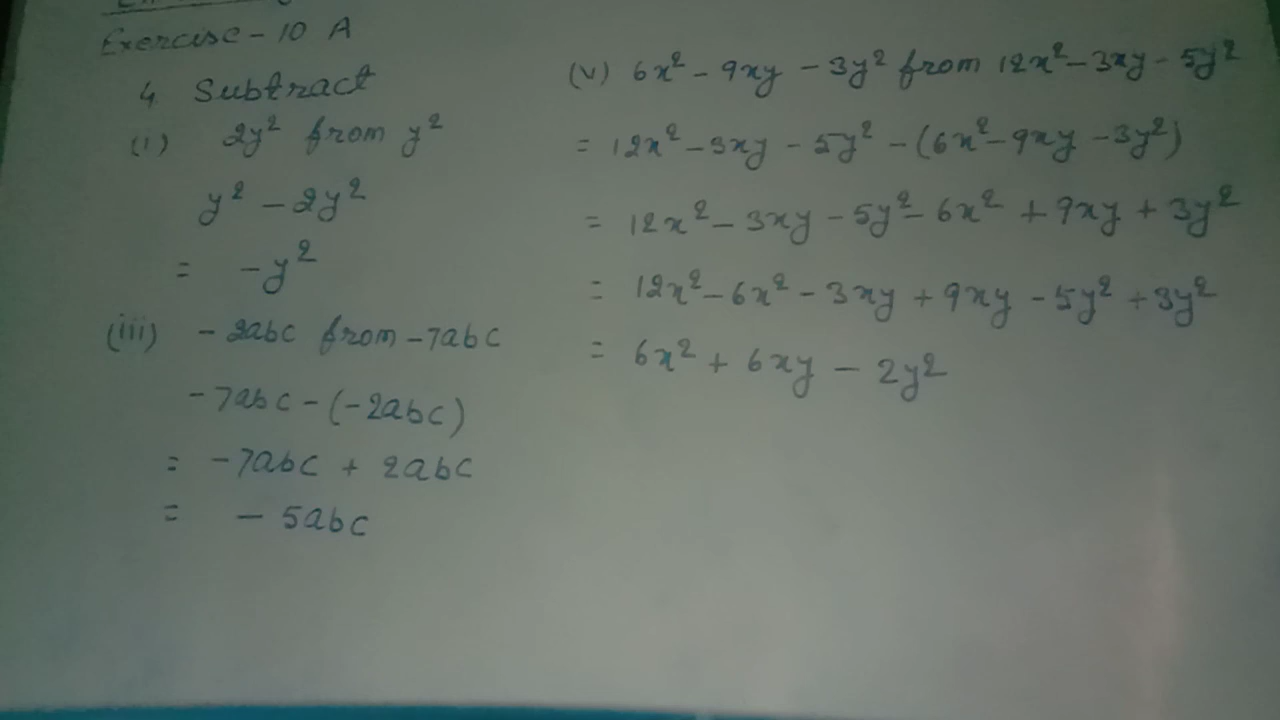 Exercise - 10 A
4 Subtract
(i) 2y² from y²
y² - 2y²
= -y²
(iii) - 2abc from -7abc
-7abc - (-2abc)
= -7abc + 2abc
= - 5abc
(v) 6x² - 9xy - 3y² from 12x² - 3xy - 5y²
= 12x² - 3xy - 5y² - (6x² - 9xy - 3y²)
= 12x² - 3xy - 5y² - 6x² + 9xy + 3y²
= 12x² - 6x² - 3xy + 9xy - 5y² + 3y²
= 6x² + 6xy - 2y²